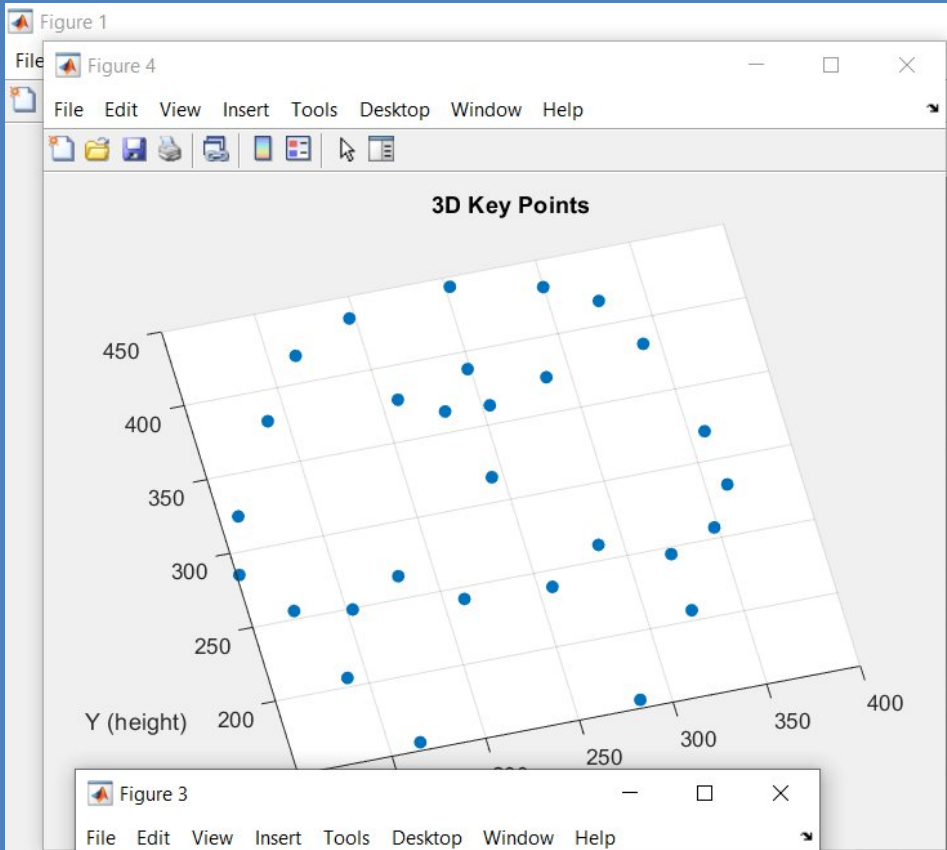 Figure 1
File
Figure 4
File Edit View Insert Tools Desktop Window Help
3D Key Points
450
400
350
300
250
200
Y (height)
400
350
300
250
Figure 3
File Edit View Insert Tools Desktop Window Help